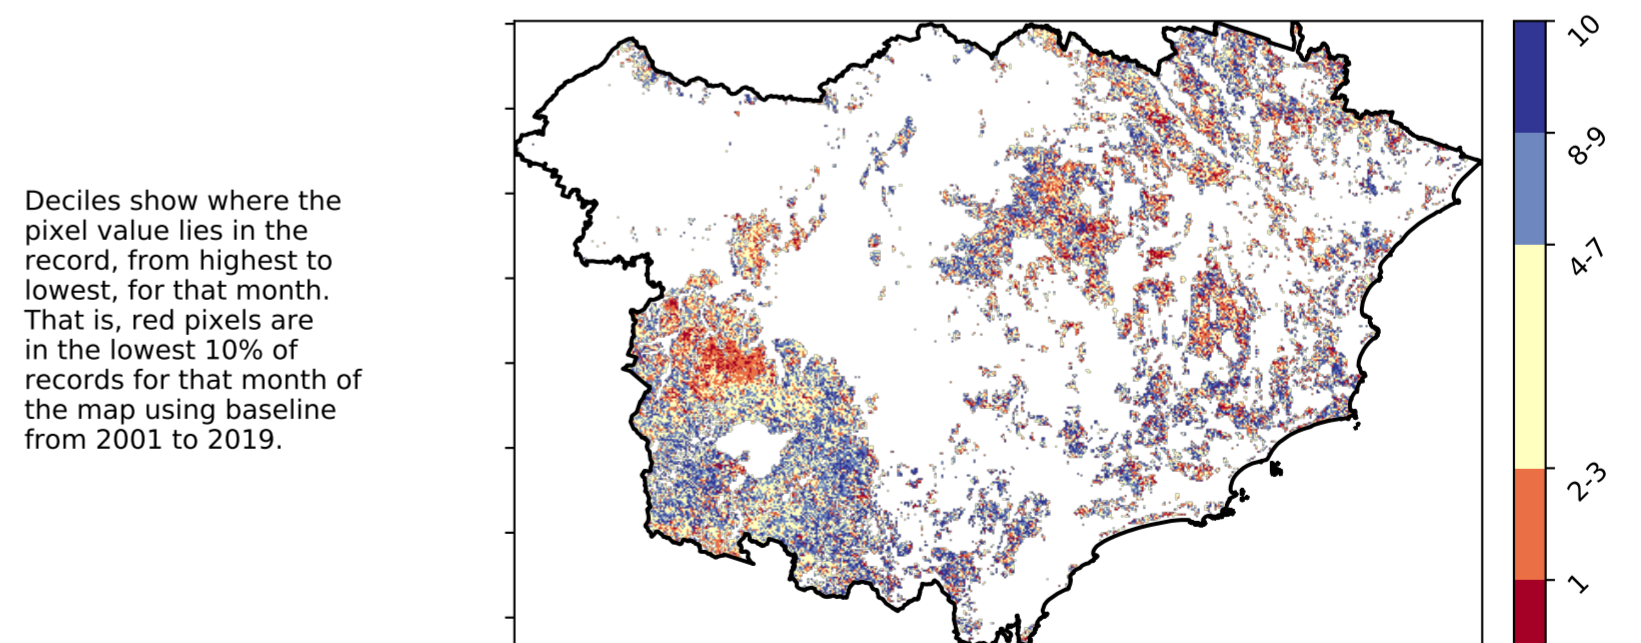 Deciles show where the
pixel value lies in the
record, from highest to
lowest, for that month.
That is, red pixels are
in the lowest 10% of
records for that month of
the map using baseline
from 2001 to 2019.
10
8-9
4-7
2-3
1